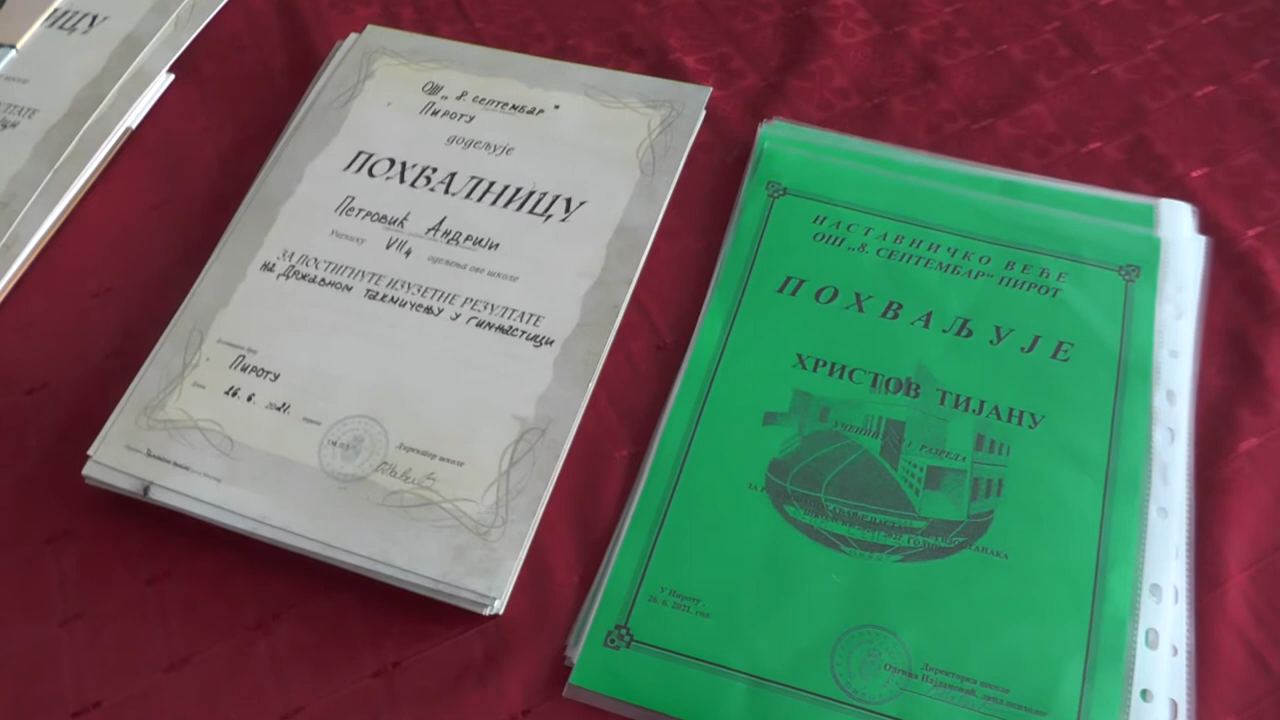 ИЦУ
ОШ „8. СЕПТЕМБАР"
ПИРОТУ
додељује
ПОХВАЛНИЦУ
ПЕТРОВИЋ АНДРИЈИ
Ученику VII4 одељења ове школе
ЗА ПОСТИГНУТЕ ИЗУЗЕТНЕ РЕЗУЛТАТЕ
на Државном такмичењу у гимнастици
ПИРОТУ
26. 6. 2021.
Директор школе
НАСТАВНИЧКО ВЕЋЕ
ОШ „8. СЕПТЕМБАР“ ПИРОТ
ПОХВАЉУЈЕ
ХРИСТОВ ТИЈАНУ
РАЗРЕДА
У Пироту,
26. 6. 2021. год.
Директорка школе